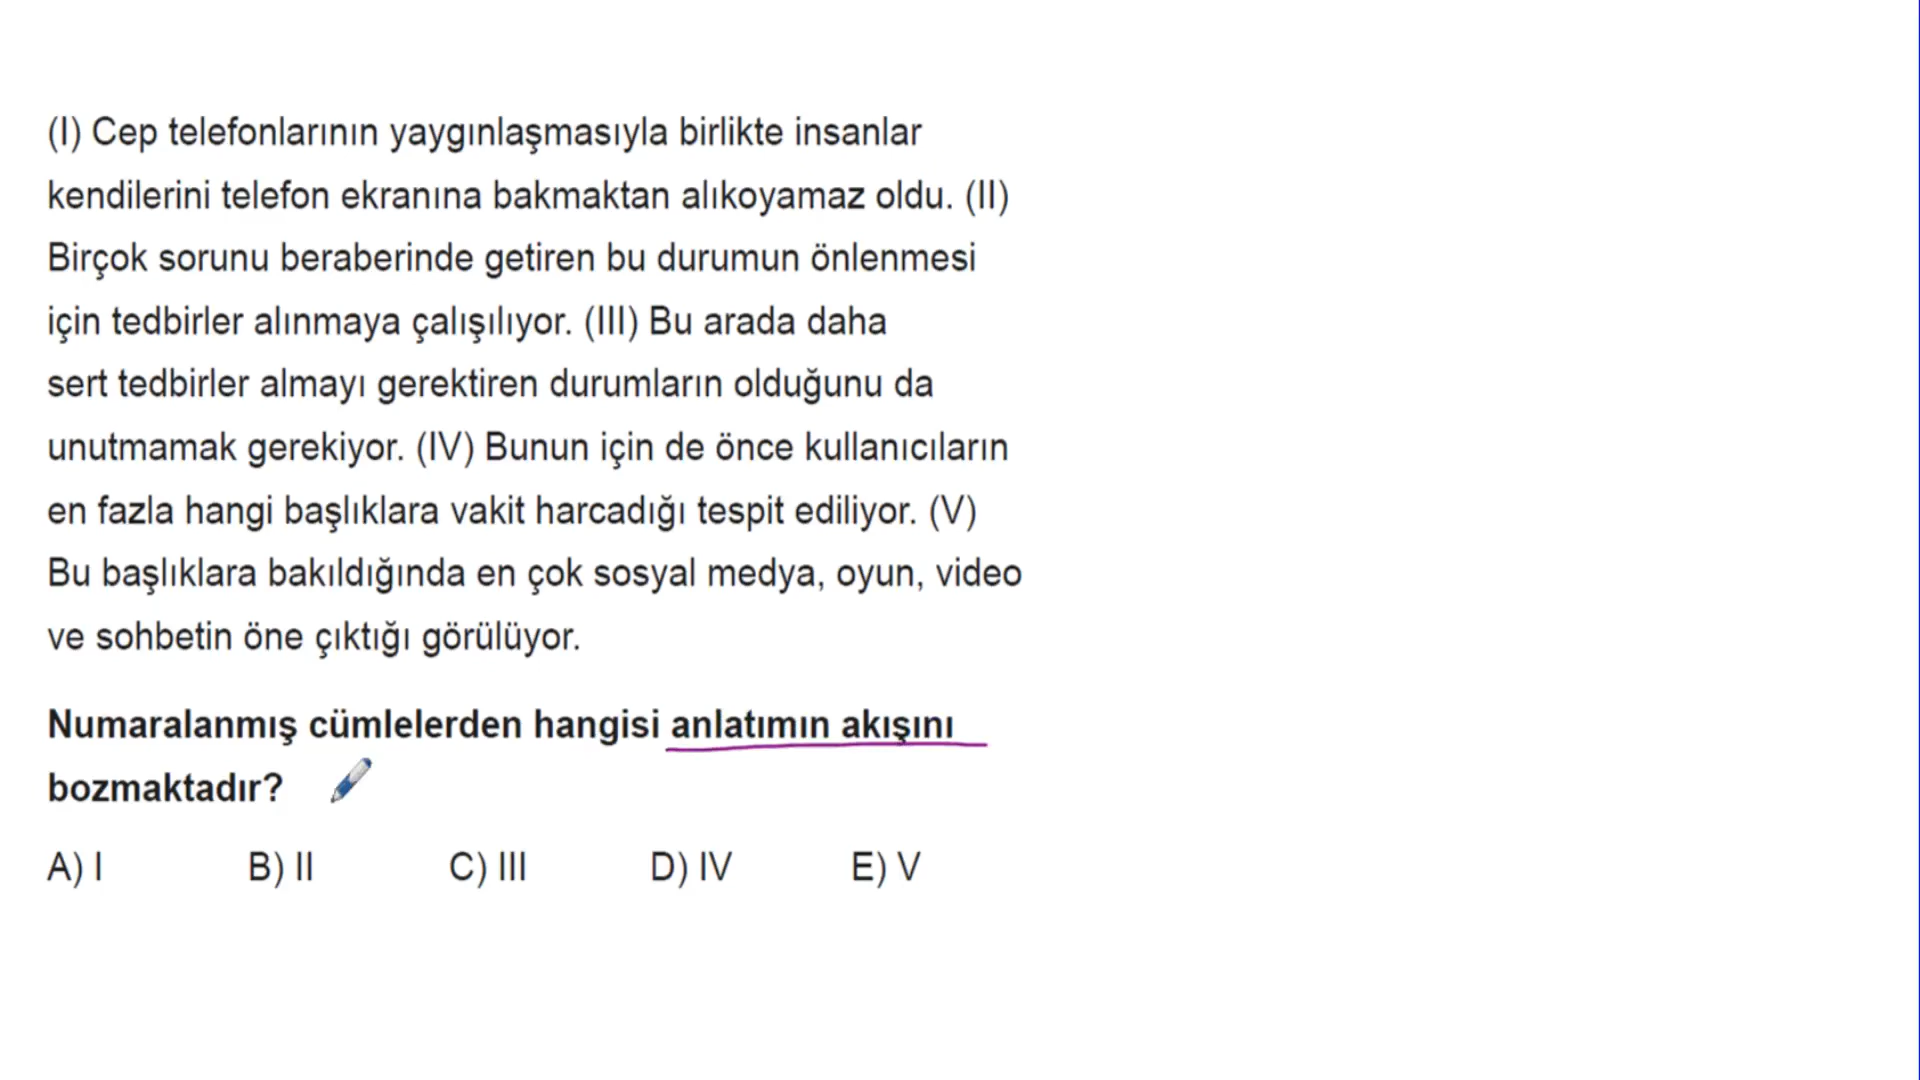 (I) Cep telefonlarının yaygınlaşmasıyla birlikte insanlar
kendilerini telefon ekranına bakmaktan alıkoyamaz oldu. (II)
Birçok sorunu beraberinde getiren bu durumun önlenmesi
için tedbirler alınmaya çalışılıyor. (III) Bu arada daha
sert tedbirler almayı gerektiren durumların olduğunu da
unutmamak gerekiyor. (IV) Bunun için de önce kullanıcıların
en fazla hangi başlıklara vakit harcadığı tespit ediliyor. (V)
Bu başlıklara bakıldığında en çok sosyal medya, oyun, video
ve sohbetin öne çıktığı görülüyor.
Numaralanmış cümlelerden hangisi anlatımın akışını
bozmaktadır?
A) I B) II C) III D) IV E) V